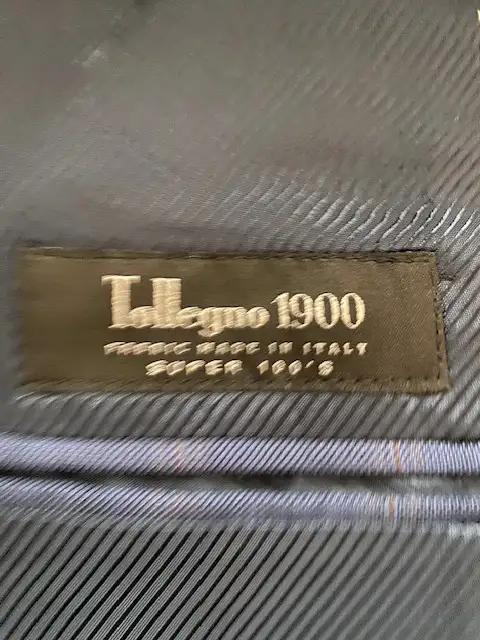 Tollegno 1900
FABRIC MADE IN ITALY
SUPER 100'S